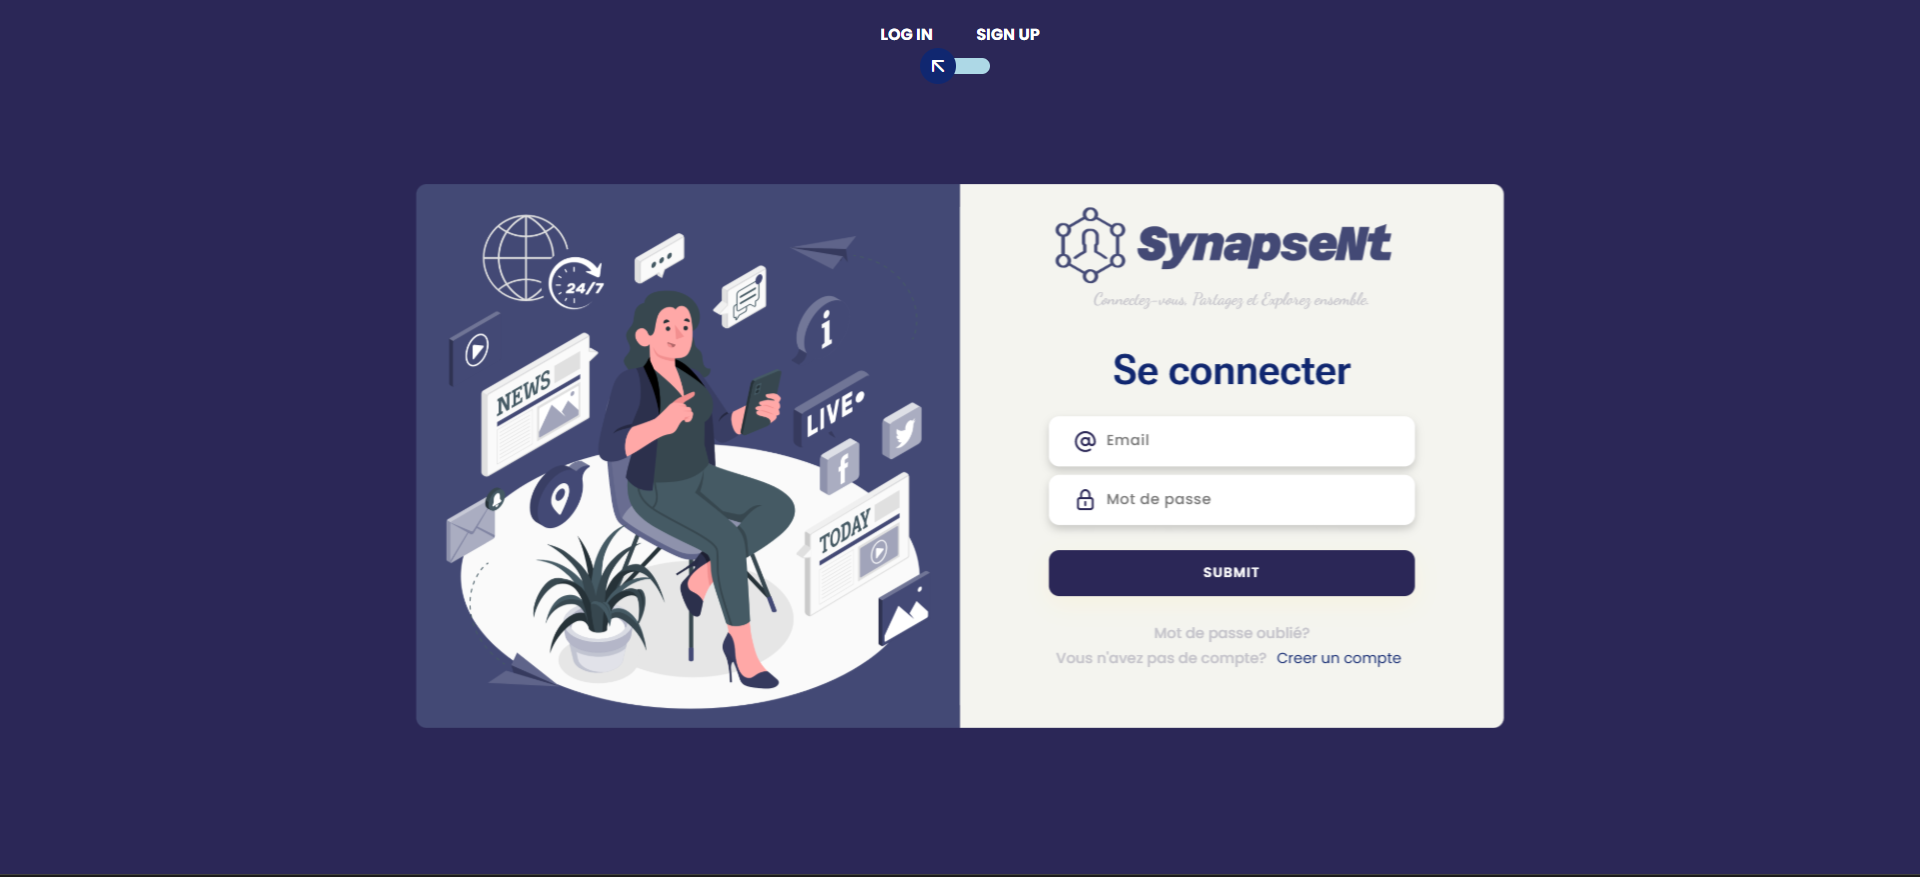 LOG IN SIGN UP
24/7
NEWS
i
LIVE
f
TODAY
SynapseNt
Connectez-vous, Partagez et Explorez ensemble.
Se connecter
@ Email
Mot de passe
SUBMIT
Mot de passe oublié?
Vous n'avez pas de compte? Creer un compte